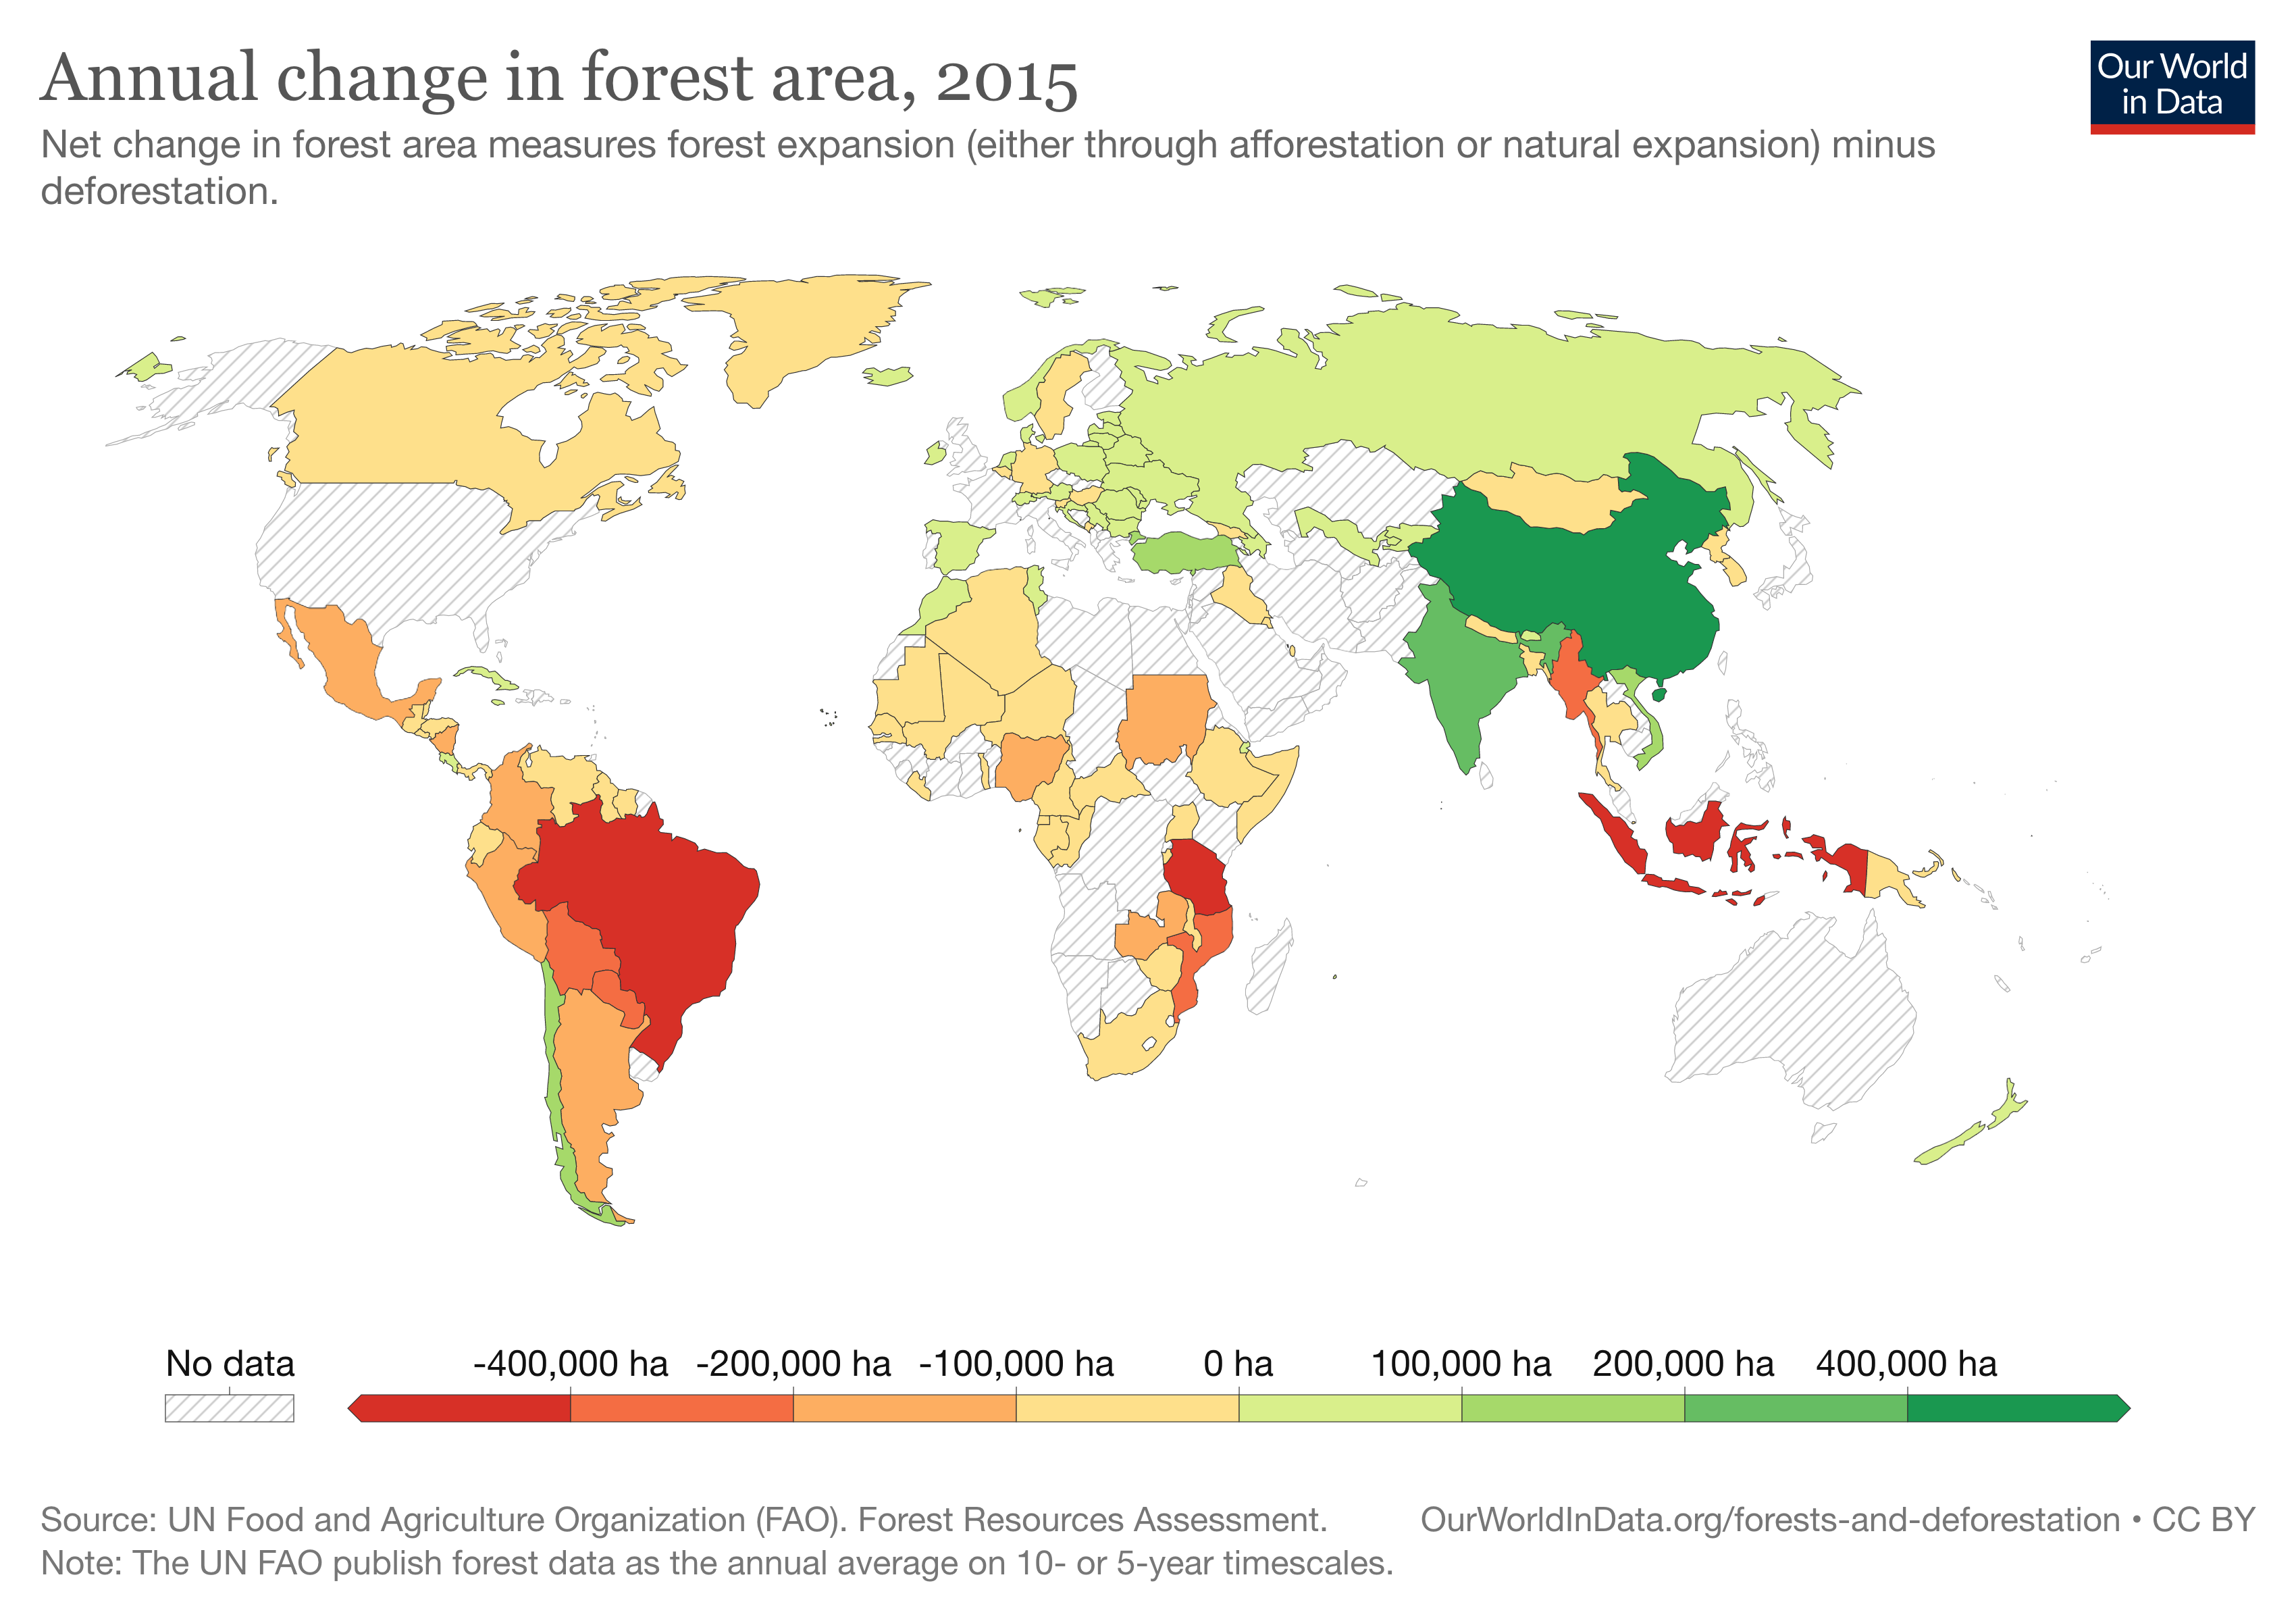 Annual change in forest area, 2015
Our World
in Data
Net change in forest area measures forest expansion (either through afforestation or natural expansion) minus
deforestation.
No data
-400,000 ha
-200,000 ha
-100,000 ha
0 ha
100,000 ha
200,000 ha
400,000 ha
Source: UN Food and Agriculture Organization (FAO). Forest Resources Assessment.
OurWorldInData.org/forests-and-deforestation • CC BY
Note: The UN FAO publish forest data as the annual average on 10- or 5-year timescales.